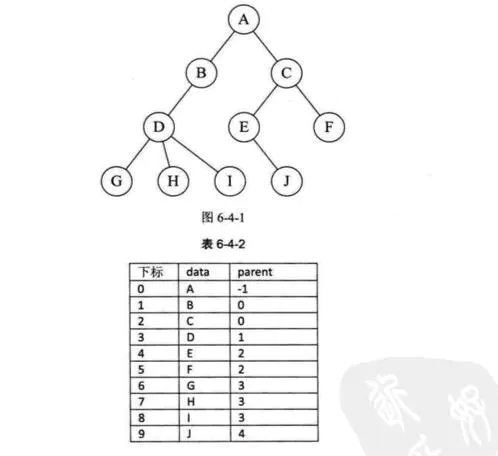 A
B C
D E F
G H I J
图 6-4-1
表 6-4-2
下标 data parent
0 A -1
1 B 0
2 C 0
3 D 1
4 E 2
5 F 2
6 G 3
7 H 3
8 I 3
9 J 4